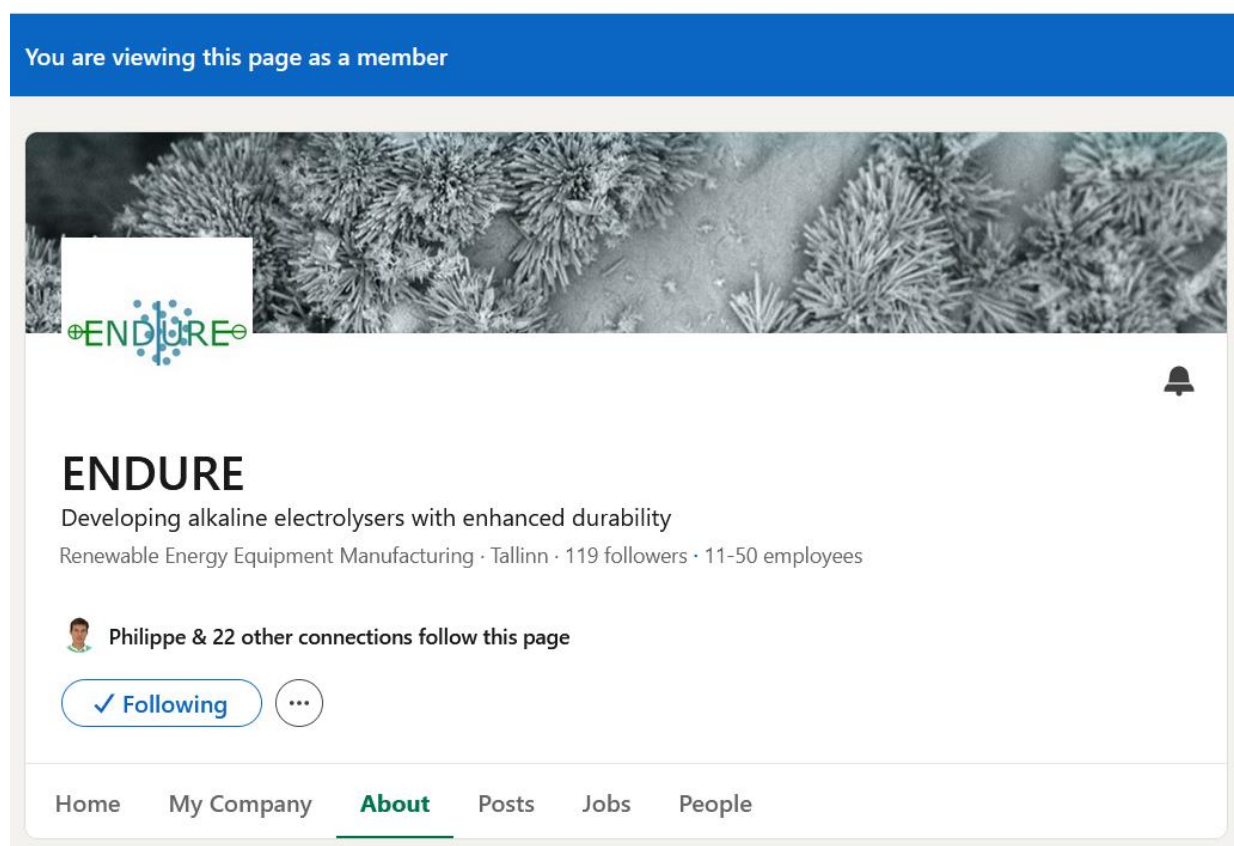 You are viewing this page as a member
⊕ENDURE⊖
ENDURE
Developing alkaline electrolysers with enhanced durability
Renewable Energy Equipment Manufacturing · Tallinn · 119 followers · 11-50 employees
Philippe & 22 other connections follow this page
✓ Following ···
Home My Company About Posts Jobs People